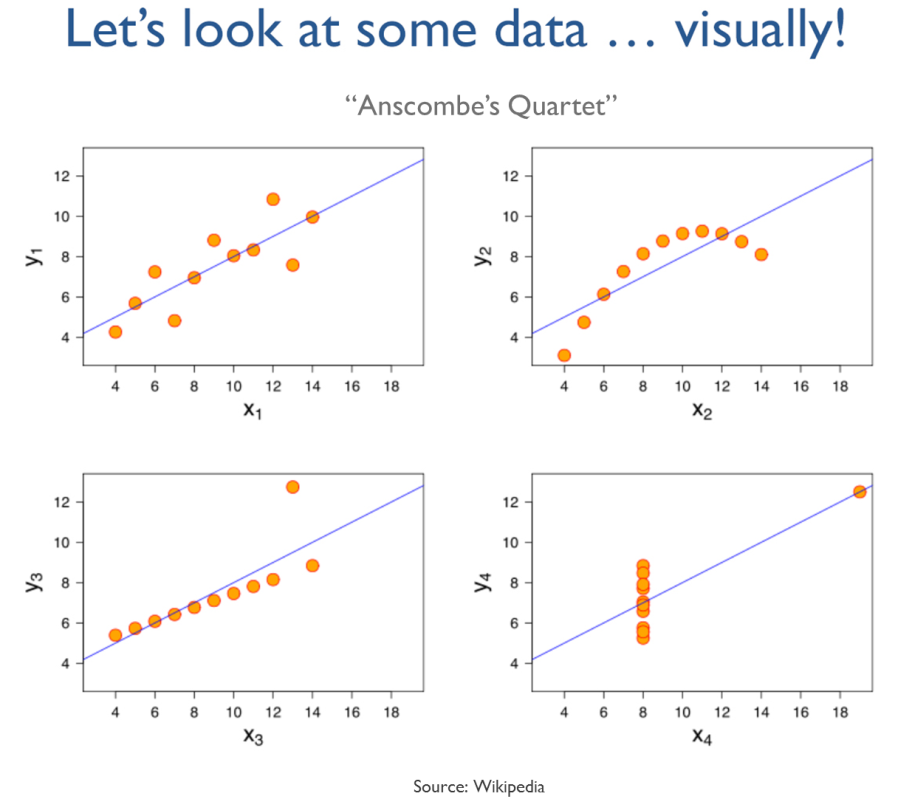 Let's look at some data … visually!
“Anscombe's Quartet”
12
10
8
6
4
y1
4 6 8 10 12 14 16 18
x1
12
10
8
6
4
y2
4 6 8 10 12 14 16 18
x2
12
10
8
6
4
y3
4 6 8 10 12 14 16 18
x3
12
10
8
6
4
y4
4 6 8 10 12 14 16 18
x4
Source: Wikipedia